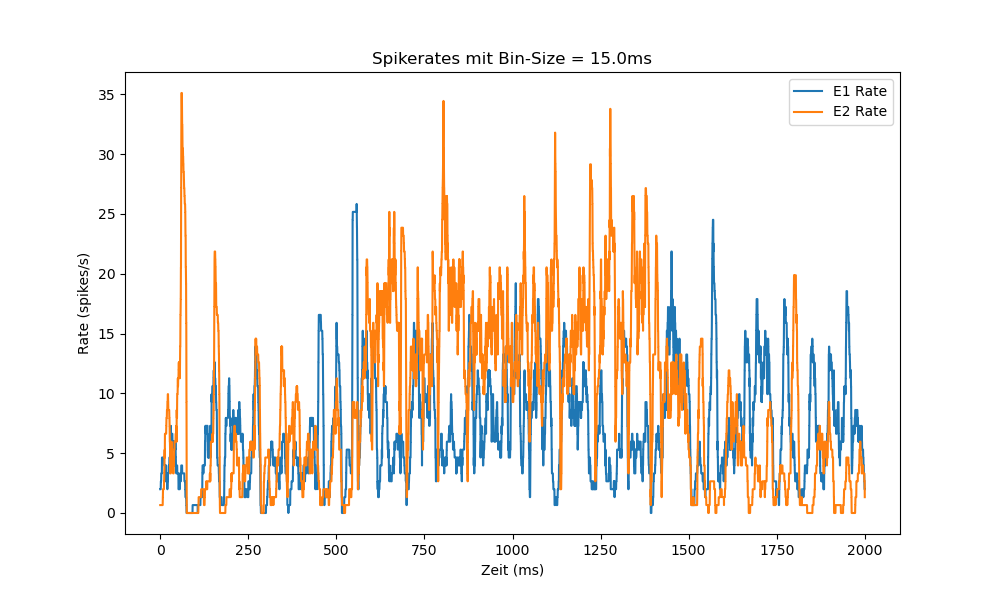 Spikerates mit Bin-Size = 15.0ms
E1 Rate
E2 Rate
Rate (spikes/s)
35
30
25
20
15
10
5
0
0 250 500 750 1000 1250 1500 1750 2000
Zeit (ms)